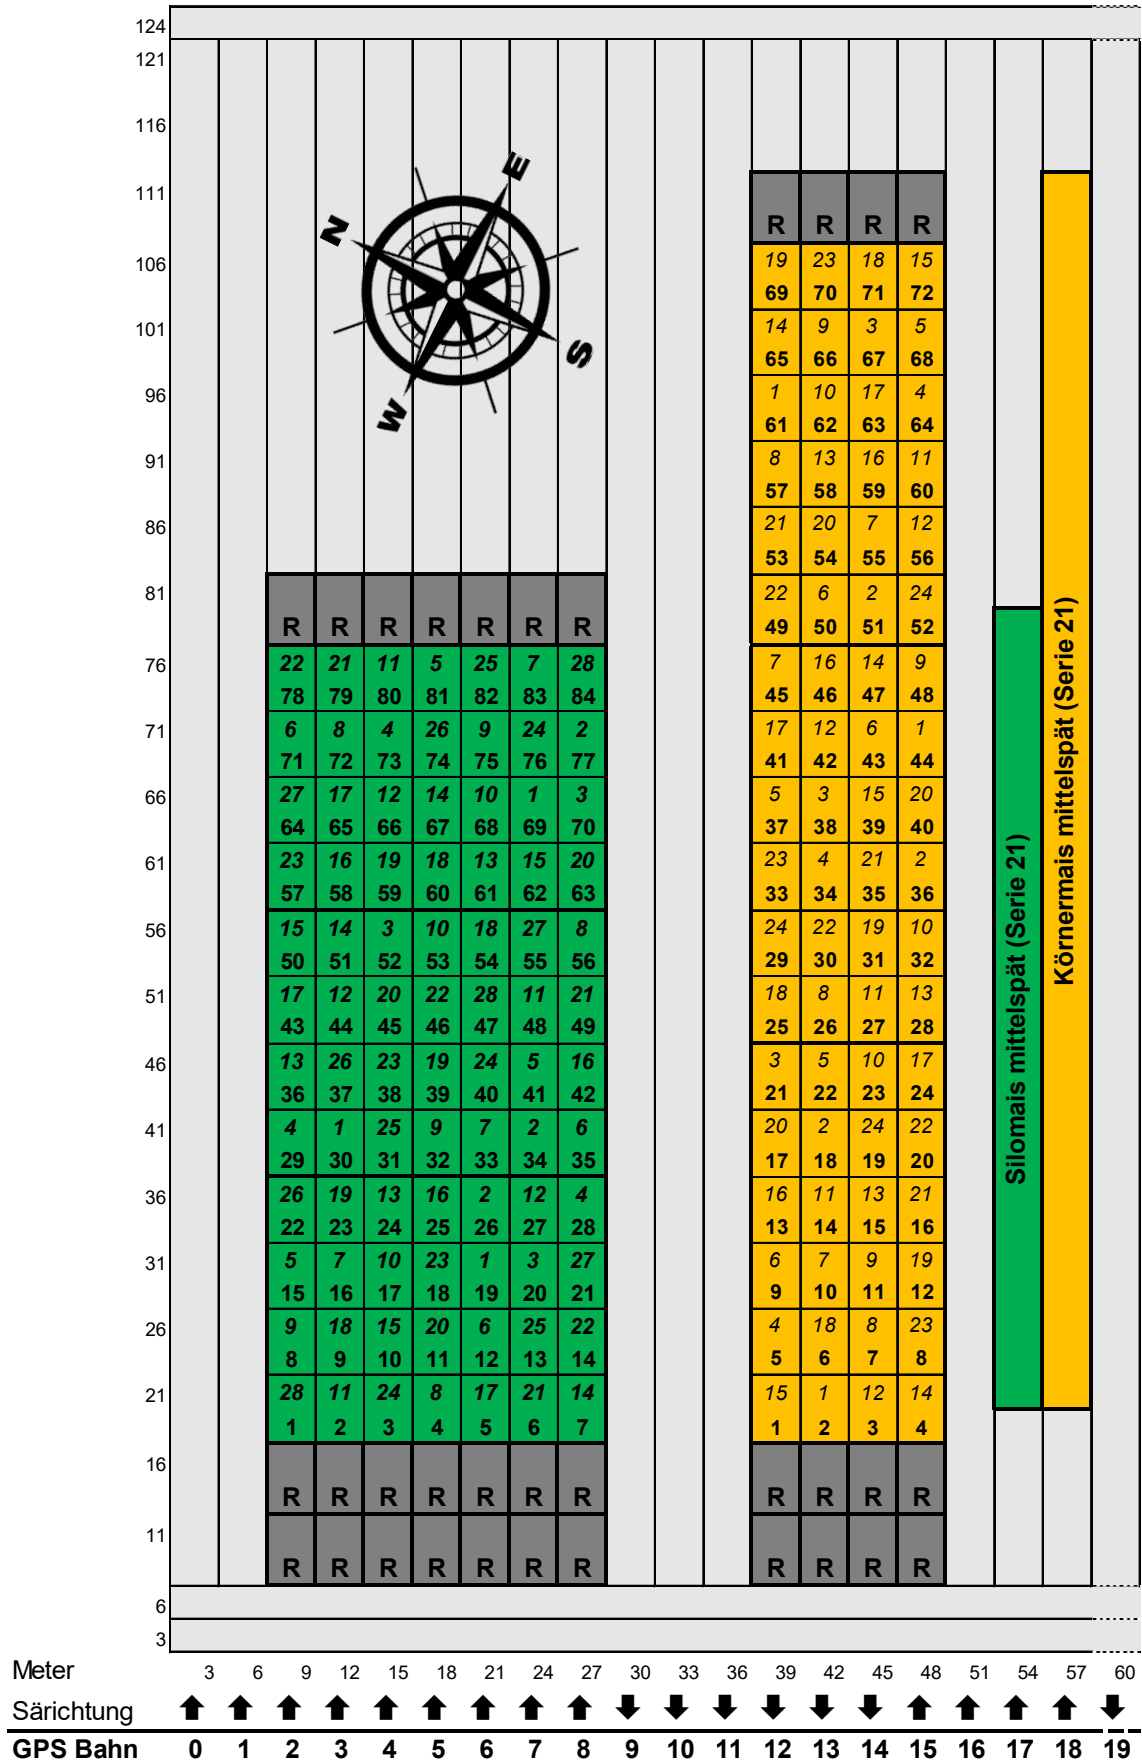 124
121
116
E
111
N
R R R R
106
19 23 18 15
69 70 71 72
101
14 9 3 5
S
65 66 67 68
96
1 10 17 4
W
61 62 63 64
91
8 13 16 11
57 58 59 60
86
21 20 7 12
53 54 55 56
81
22 6 2 24
R R R R R R R
49 50 51 52
76
22 21 11 5 25 7 28
7 16 14 9
78 79 80 81 82 83 84
45 46 47 48
71
6 8 4 26 9 24 2
17 12 6 1
71 72 73 74 75 76 77
41 42 43 44
66
27 17 12 14 10 1 3
5 3 15 20
64 65 66 67 68 69 70
37 38 39 40
61
23 16 19 18 13 15 20
23 4 21 2
57 58 59 60 61 62 63
33 34 35 36
56
15 14 3 10 18 27 8
24 22 19 10
50 51 52 53 54 55 56
29 30 31 32
51
17 12 20 22 28 11 21
18 8 11 13
43 44 45 46 47 48 49
25 26 27 28
46
13 26 23 19 24 5 16
3 5 10 17
36 37 38 39 40 41 42
21 22 23 24
41
4 1 25 9 7 2 6
20 2 24 22
29 30 31 32 33 34 35
17 18 19 20
36
26 19 13 16 2 12 4
16 11 13 21
22 23 24 25 26 27 28
13 14 15 16
31
5 7 10 23 1 3 27
6 7 9 19
15 16 17 18 19 20 21
9 10 11 12
26
9 18 15 20 6 25 22
4 18 8 23
8 9 10 11 12 13 14
5 6 7 8
21
28 11 24 8 17 21 14
15 1 12 14
1 2 3 4 5 6 7
1 2 3 4
16
R R R R R R R
R R R R
11
R R R R R R R
R R R R
Silomais mittelspät (Serie 21)
Körnermais mittelspät (Serie 21)
6
3
Meter 3 6 9 12 15 18 21 24 27 30 33 36 39 42 45 48 51 54 57 60
Särichtung
GPS Bahn 0 1 2 3 4 5 6 7 8 9 10 11 12 13 14 15 16 17 18 19